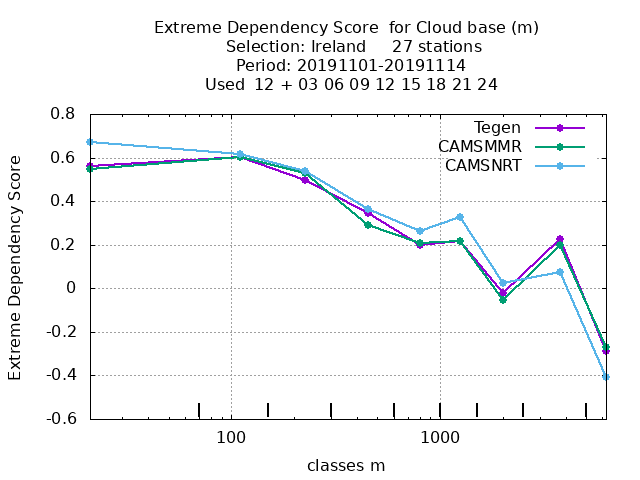 Extreme Dependency Score  for Cloud base (m)
Selection: Ireland     27 stations
Period: 20191101-20191114
Used  12 + 03 06 09 12 15 18 21 24
Tegen
CAMSMMR
CAMSNRT
Extreme Dependency Score
0.8
0.6
0.4
0.2
0
-0.2
-0.4
-0.6
100
1000
classes m